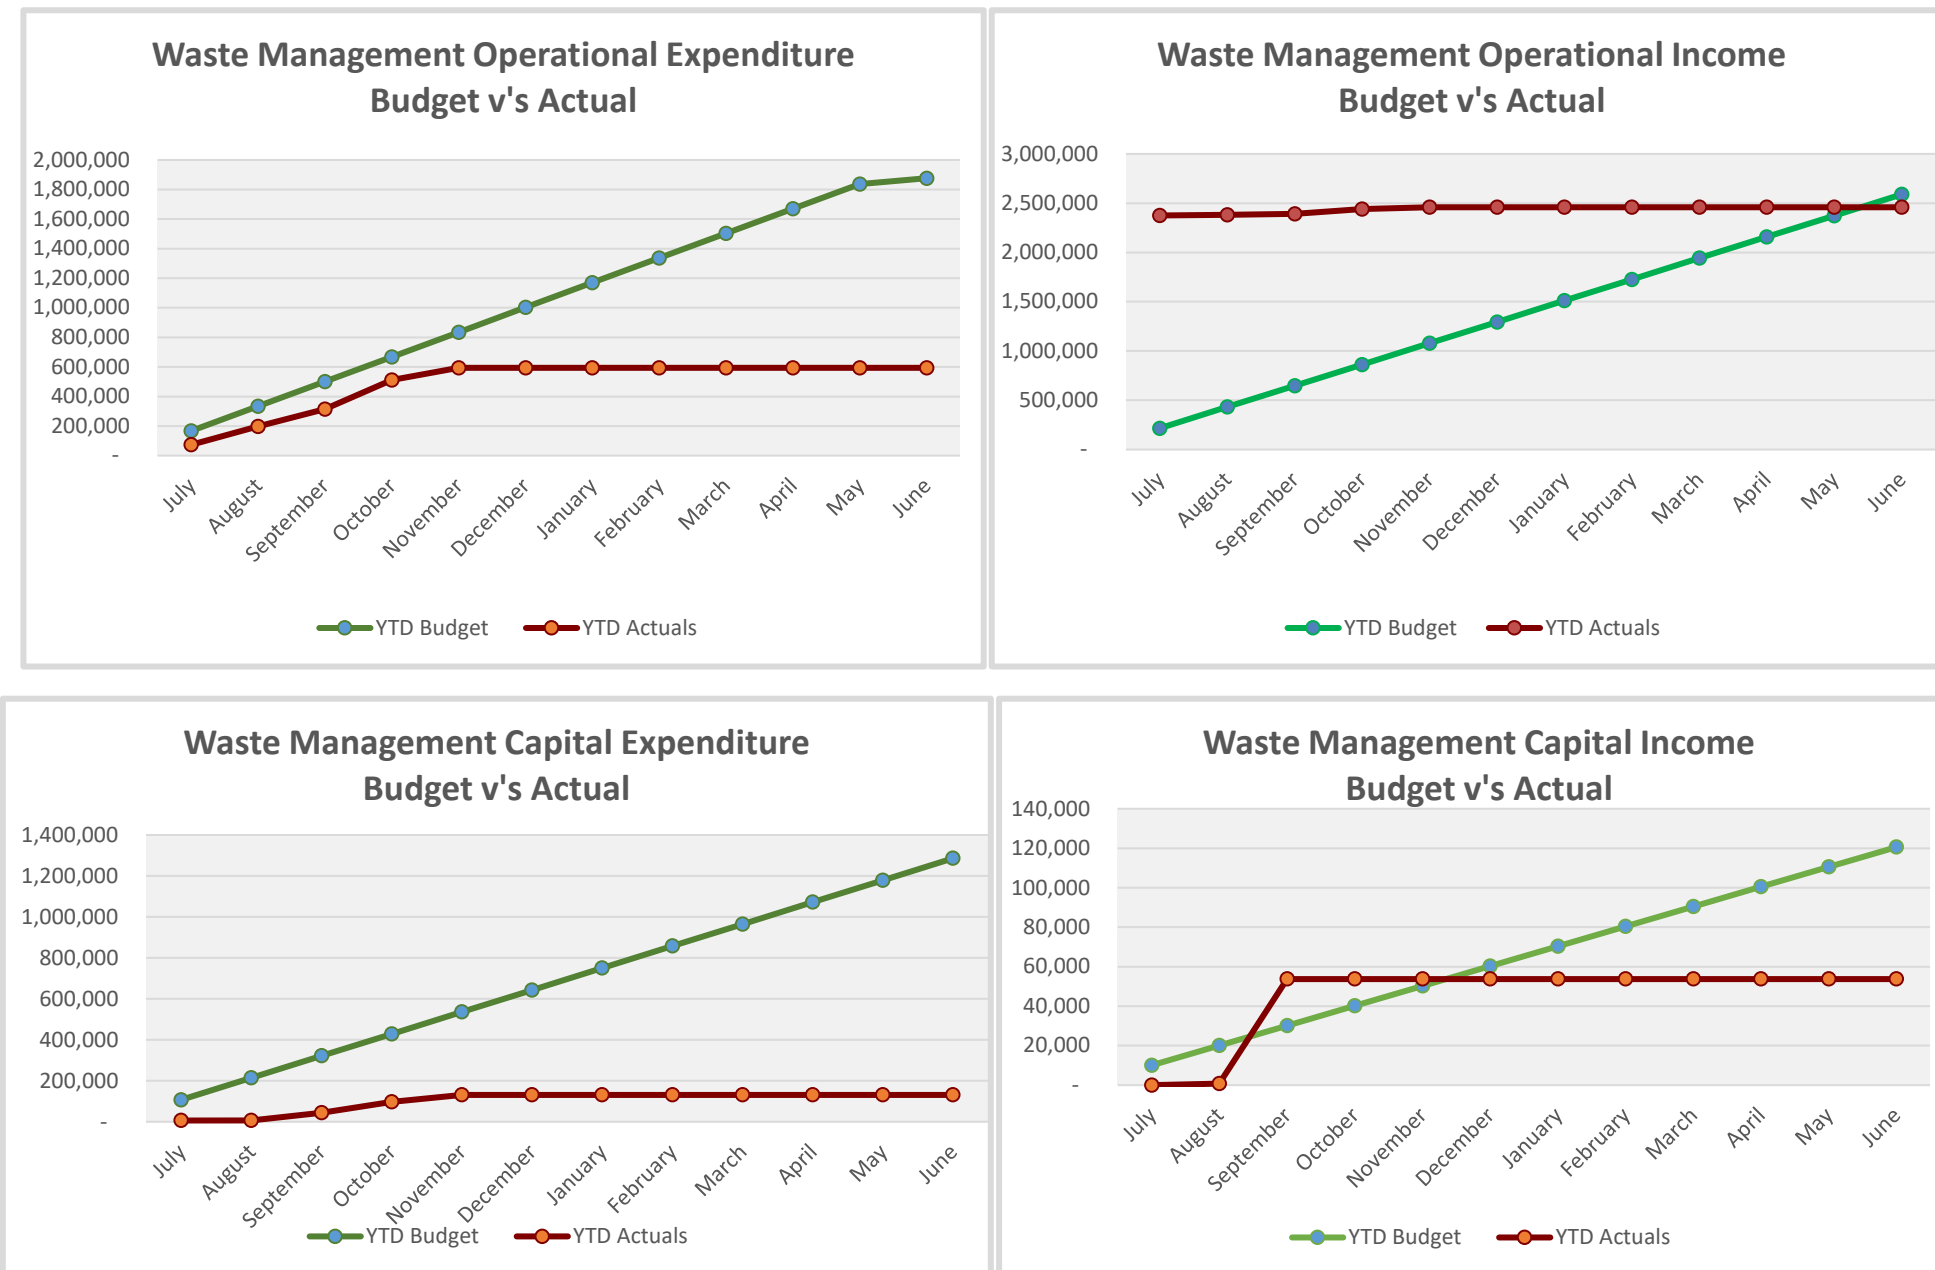 Waste Management Operational Expenditure
Budget v's Actual
2,000,000
1,800,000
1,600,000
1,400,000
1,200,000
1,000,000
800,000
600,000
400,000
200,000
-
July
August
September
October
November
December
January
February
March
April
May
June
YTD Budget
YTD Actuals
Waste Management Operational Income
Budget v's Actual
3,000,000
2,500,000
2,000,000
1,500,000
1,000,000
500,000
-
July
August
September
October
November
December
January
February
March
April
May
June
YTD Budget
YTD Actuals
Waste Management Capital Expenditure
Budget v's Actual
1,400,000
1,200,000
1,000,000
800,000
600,000
400,000
200,000
-
July
August
September
October
November
December
January
February
March
April
May
June
YTD Budget
YTD Actuals
Waste Management Capital Income
Budget v's Actual
140,000
120,000
100,000
80,000
60,000
40,000
20,000
-
July
August
September
October
November
December
January
February
March
April
May
June
YTD Budget
YTD Actuals